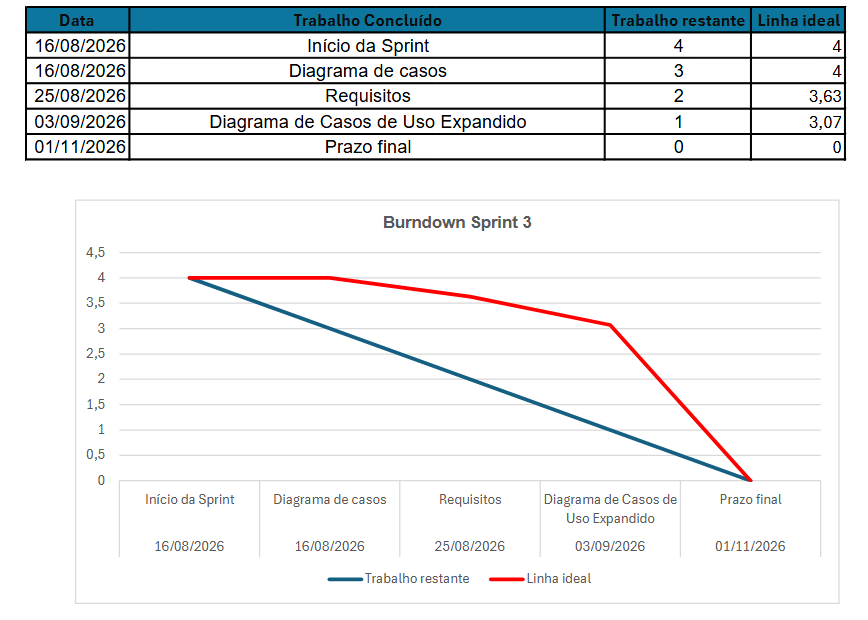 Data Trabalho Concluído Trabalho restante Linha ideal
16/08/2026 Início da Sprint 4 4
16/08/2026 Diagrama de casos 3 4
25/08/2026 Requisitos 2 3,63
03/09/2026 Diagrama de Casos de Uso Expandido 1 3,07
01/11/2026 Prazo final 0 0
Burndown Sprint 3
4,5
4
3,5
3
2,5
2
1,5
1
0,5
0
Início da Sprint Diagrama de casos Requisitos Diagrama de Casos de Prazo final
Uso Expandido
16/08/2026 16/08/2026 25/08/2026 03/09/2026 01/11/2026
Trabalho restante Linha ideal